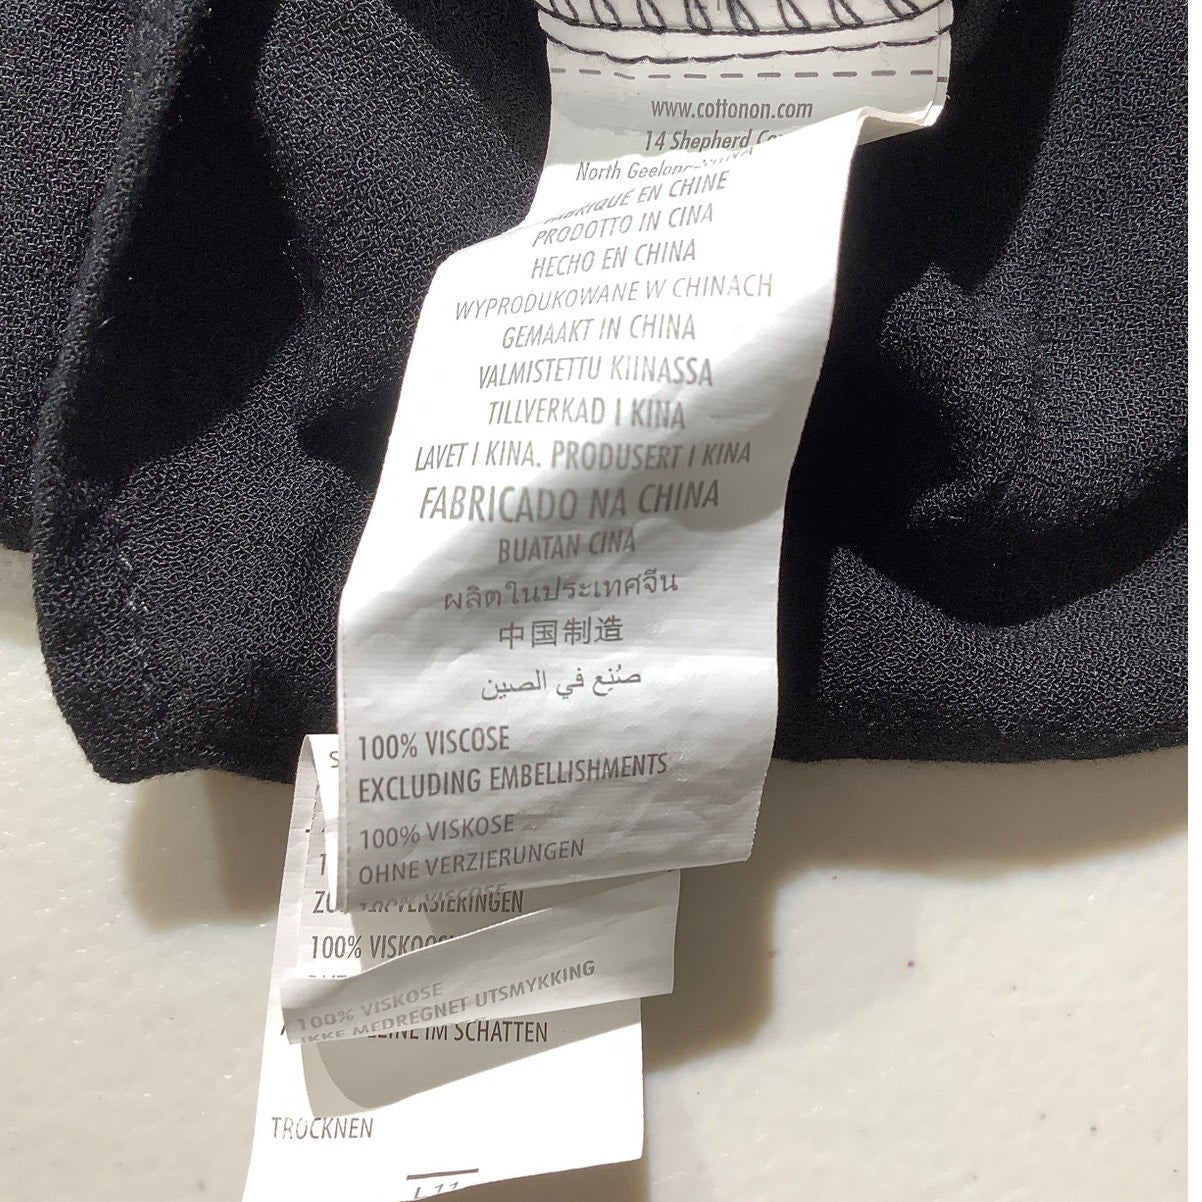 www.cottonon.com
14 Shepherd
North
FABRIQUE EN CHINE
PRODOTTO IN CINA
HECHO EN CHINA
WYPRODUKOWANE W CHINACH
GEMAAKT IN CHINA
VALMISTETTU KIINASSA
TILLVERKAD I KINA
LAVET I KINA. PRODUSERT I KINA
FABRICADO NA CHINA
BUATAN CINA
ผลิตในประเทศจีน
中国制造
صُنِع في الصين
100% VISCOSE
EXCLUDING EMBELLISHMENTS
100% VISKOSE
OHNE VERZIERUNGEN
100%
100% VISKOSE
IKKE MEDREGNET UTSMYKKING
IM SCHATTEN
TROCKNEN